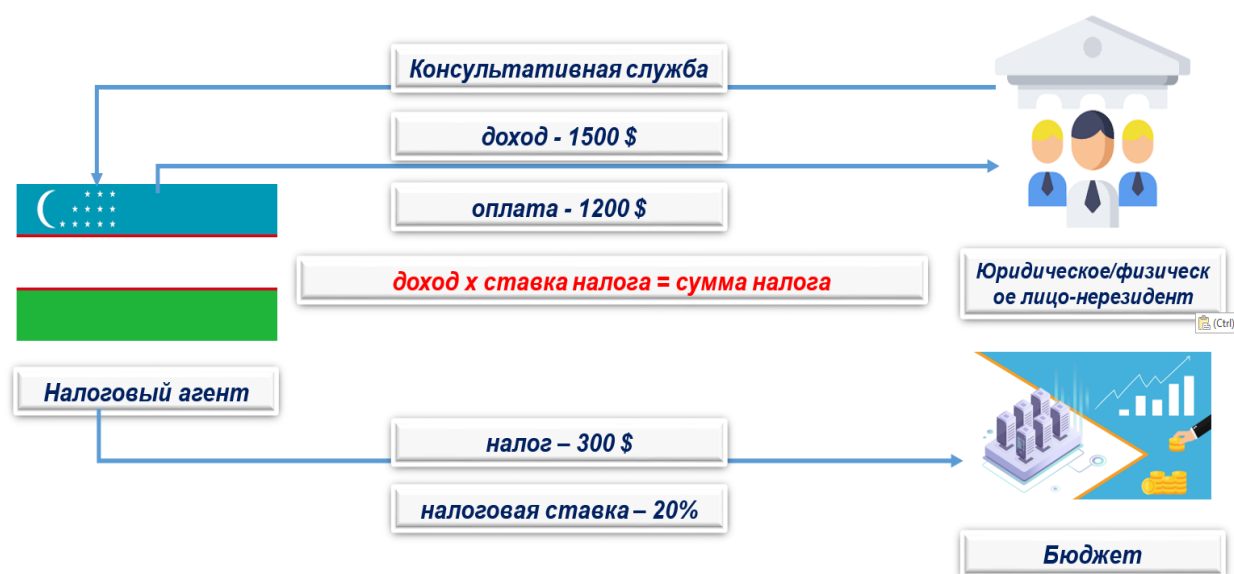 Консультативная служба
доход - 1500 $
оплата - 1200 $
доход х ставка налога = сумма налога
Юридическое/физическ
ое лицо-нерезидент
(Ctrl)
Налоговый агент
налог – 300 $
налоговая ставка – 20%
Бюджет